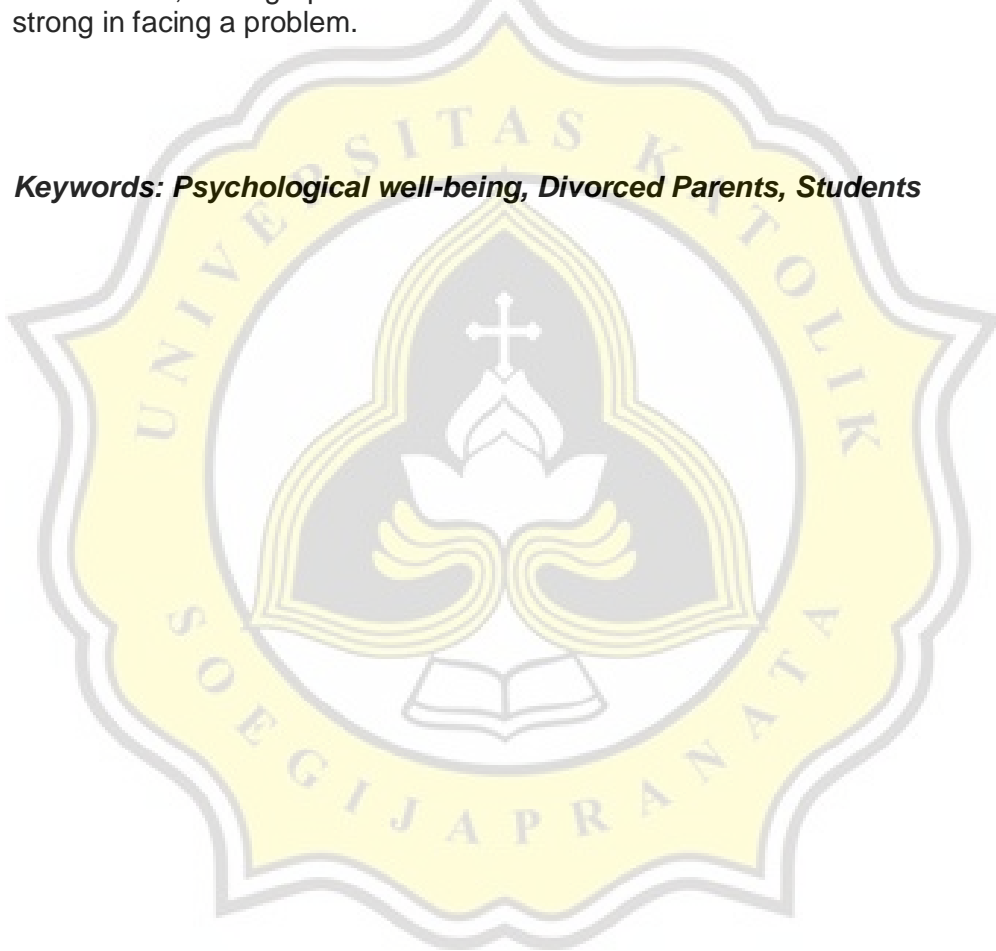 strong in facing a problem.
UNIVERSITAS KATOLIK
Keywords: Psychological well-being, Divorced Parents, Students
SOEGIJAPRANATA